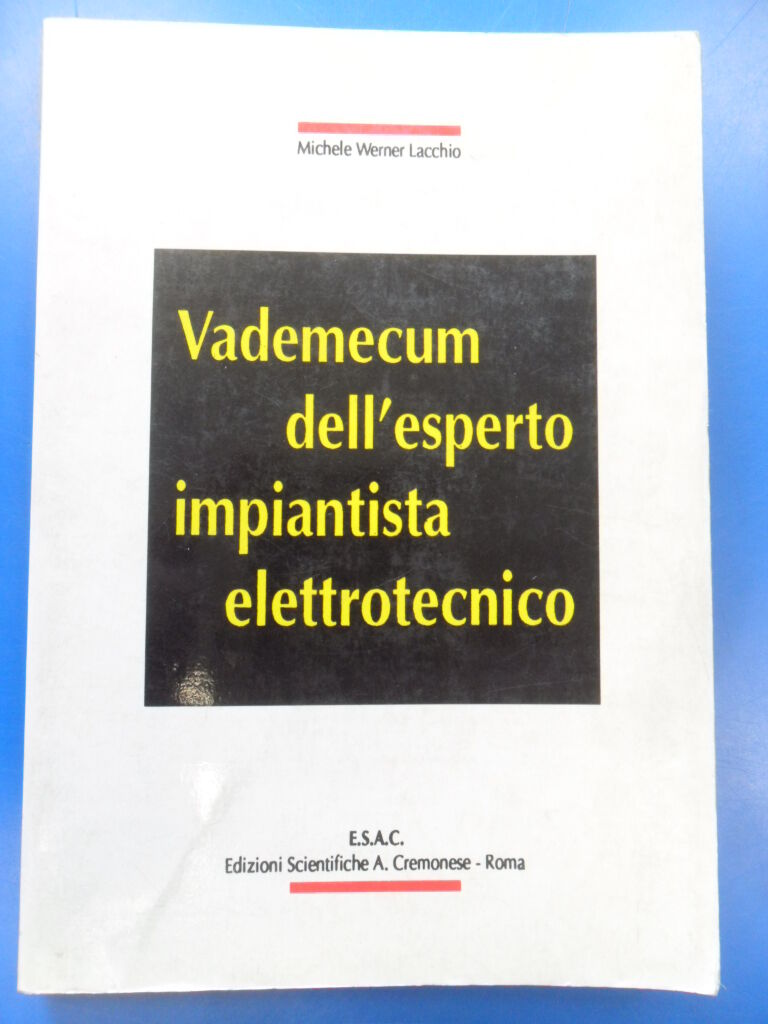 Michele Werner Lacchio
Vademecum
dell'esperto
impiantista
elettrotecnico
E.S.A.C.
Edizioni Scientifiche A. Cremonese - Roma